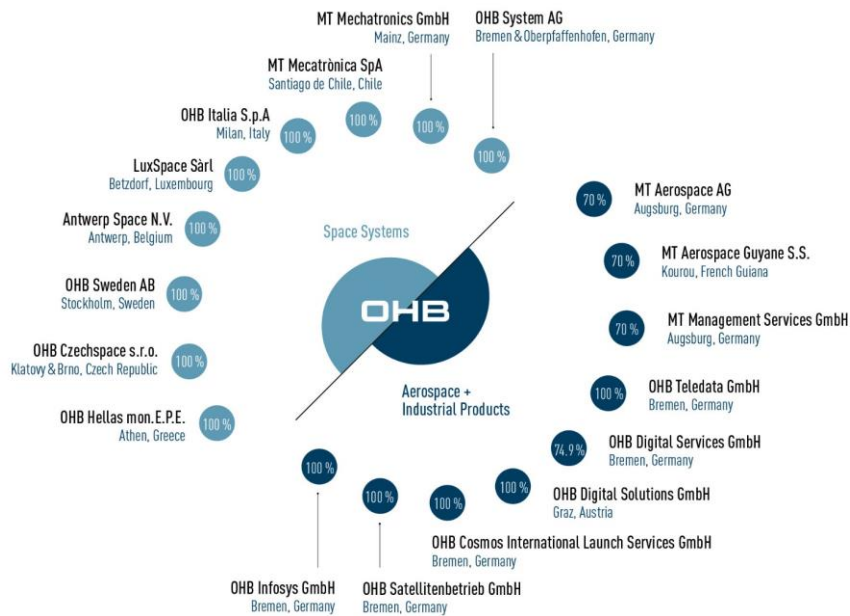 MT Mechatronics GmbH
Mainz, Germany
100 %
OHB System AG
Bremen & Oberpfaffenhofen, Germany
100 %
MT Mecatrònica SpA
Santiago de Chile, Chile
100 %
OHB Italia S.p.A
Milan, Italy
100 %
LuxSpace Sàrl
Betzdorf, Luxembourg
100 %
Antwerp Space N.V.
Antwerp, Belgium
100 %
OHB Sweden AB
Stockholm, Sweden
100 %
OHB Czechspace s.r.o.
Klatovy & Brno, Czech Republic
100 %
OHB Hellas mon.E.P.E.
Athen, Greece
100 %
Space Systems
OHB
Aerospace +
Industrial Products
70 %
MT Aerospace AG
Augsburg, Germany
70 %
MT Aerospace Guyane S.S.
Kourou, French Guiana
70 %
MT Management Services GmbH
Augsburg, Germany
100 %
OHB Teledata GmbH
Bremen, Germany
74.9 %
OHB Digital Services GmbH
Bremen, Germany
100 %
OHB Digital Solutions GmbH
Graz, Austria
100 %
OHB Cosmos International Launch Services GmbH
Bremen, Germany
100 %
OHB Satellitenbetrieb GmbH
Bremen, Germany
100 %
OHB Infosys GmbH
Bremen, Germany